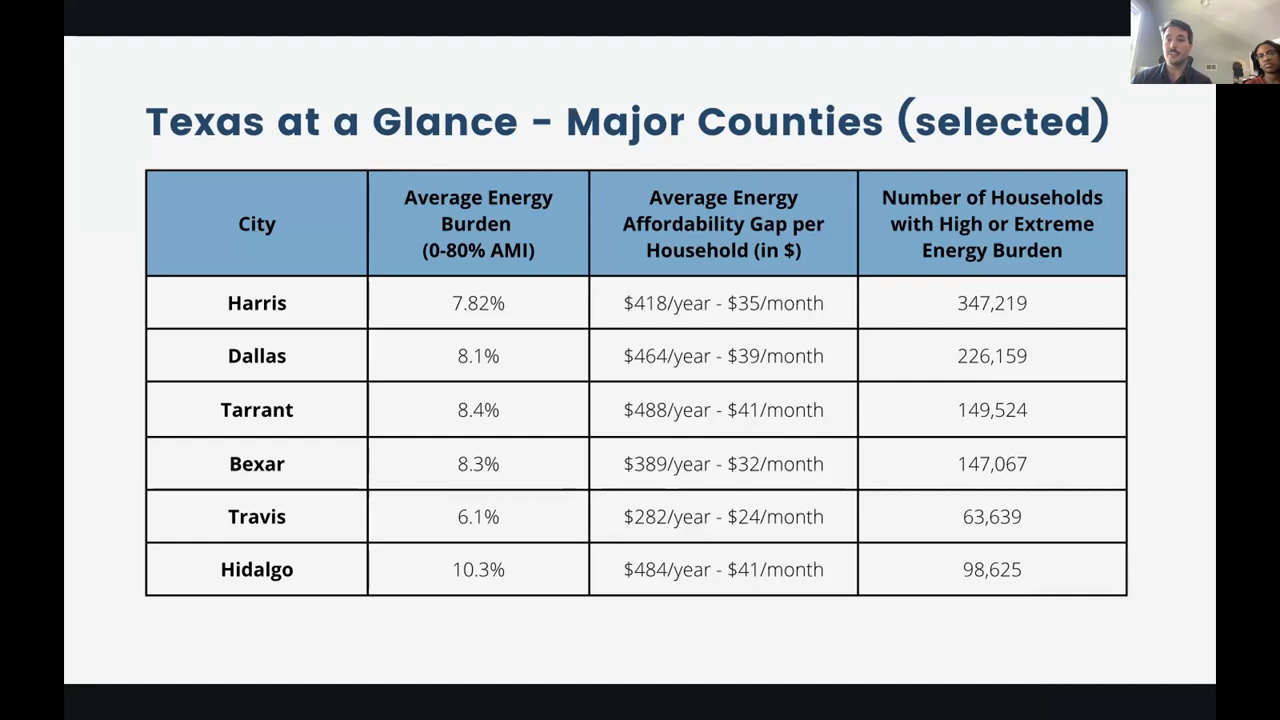 Texas at a Glance - Major Counties (selected)
City
Average Energy
Burden
(0-80% AMI)
Average Energy
Affordability Gap per
Household (in $)
Number of Households
with High or Extreme
Energy Burden
Harris
7.82%
$418/year - $35/month
347,219
Dallas
8.1%
$464/year - $39/month
226,159
Tarrant
8.4%
$488/year - $41/month
149,524
Bexar
8.3%
$389/year - $32/month
147,067
Travis
6.1%
$282/year - $24/month
63,639
Hidalgo
10.3%
$484/year - $41/month
98,625